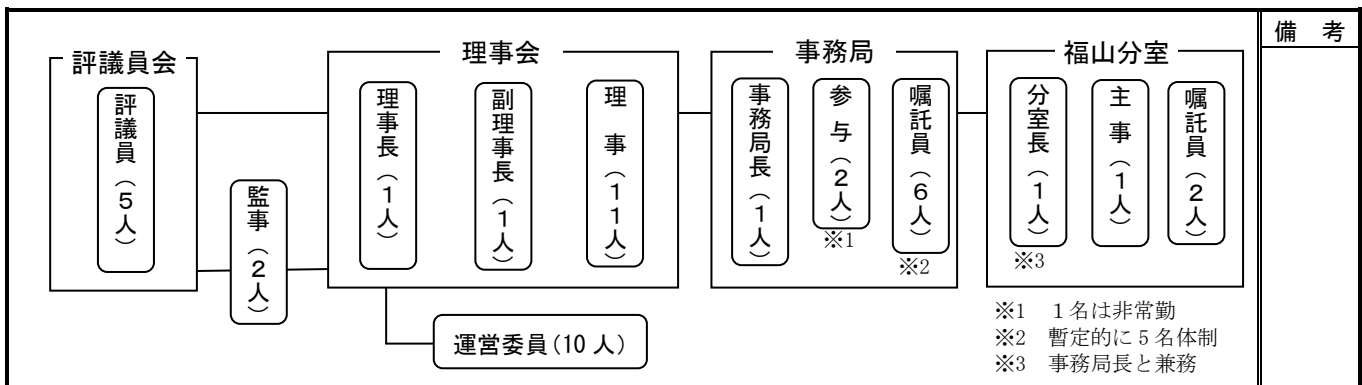 備 考
評議員会
評議員（5人）
監事（2人）
理事会
理事長（1人）
副理事長（1人）
理 事（11人）
運営委員(10 人)
事務局
事務局長（1人）
参 与（2人）
※1
嘱託員（6人）
※2
福山分室
分室長（1人）
※3
主 事（1人）
嘱託員（2人）
※1 １名は非常勤
※2 暫定的に 5 名体制
※3 事務局長と兼務